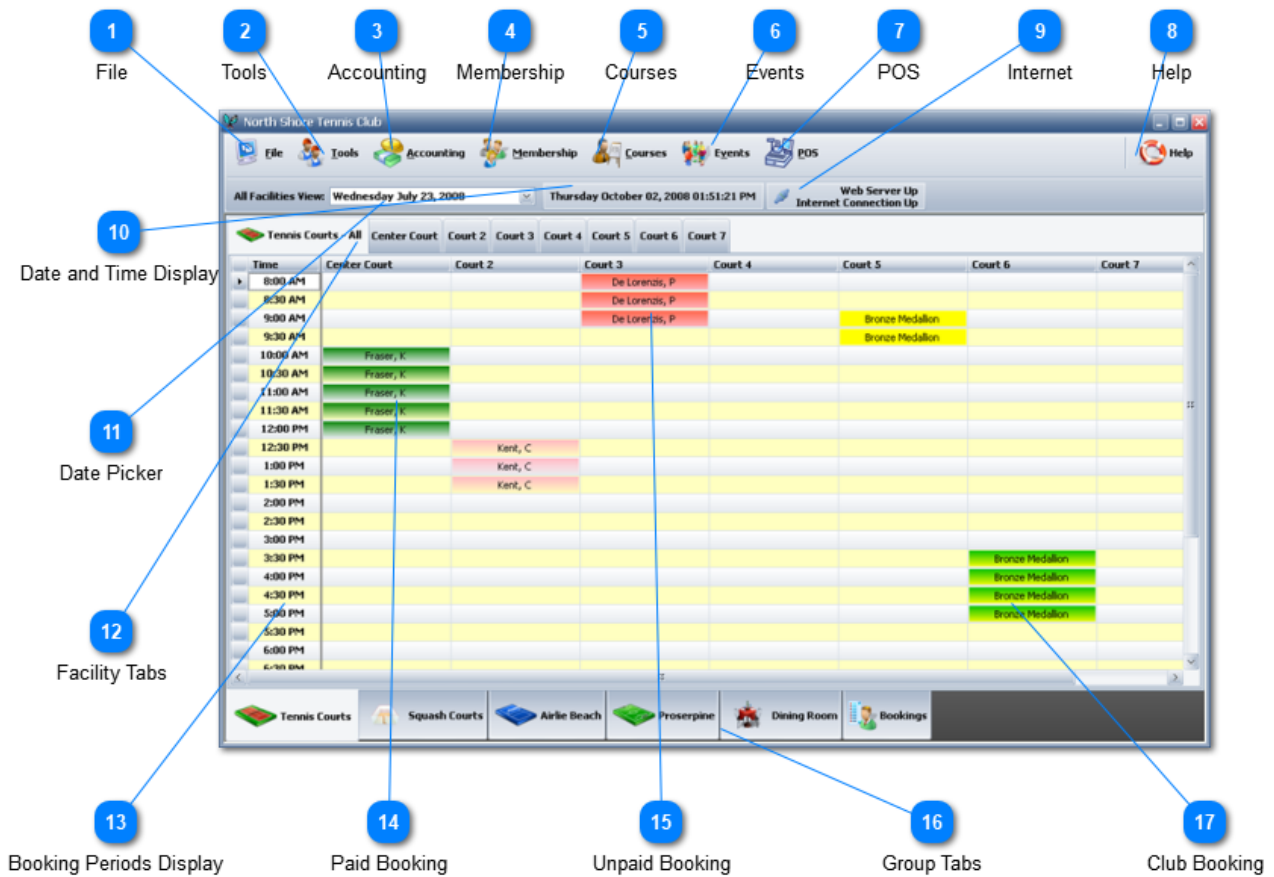 1 2 3 4 5 6 7 9 8
File Tools Accounting Membership Courses Events POS Internet Help
North Shore Tennis Club
File Tools Accounting Membership Courses Events POS Help
All Facilities View: Wednesday July 23, 2008 Thursday October 02, 2008 01:51:21 PM Web Server Up
Internet Connection Up
10
Date and Time Display
Tennis Courts - All Center Court Court 2 Court 3 Court 4 Court 5 Court 6 Court 7
Time Center Court Court 2 Court 3 Court 4 Court 5 Court 6 Court 7
8:00 AM De Lorenzis, P
8:30 AM De Lorenzis, P
9:00 AM De Lorenzis, P Bronze Medallion
9:30 AM Bronze Medallion
10:00 AM Fraser, K
10:30 AM Fraser, K
11:00 AM Fraser, K
11:30 AM Fraser, K
12:00 PM Fraser, K
11
Date Picker
12:30 PM Kent, C
1:00 PM Kent, C
1:30 PM Kent, C
2:00 PM
2:30 PM
3:00 PM
3:30 PM Bronze Medallion
4:00 PM Bronze Medallion
4:30 PM Bronze Medallion
5:00 PM Bronze Medallion
5:30 PM
6:00 PM
6:30 PM
12
Facility Tabs
Tennis Courts Squash Courts Airlie Beach Proserpine Dining Room Bookings
13 14 15 16 17
Booking Periods Display Paid Booking Unpaid Booking Group Tabs Club Booking